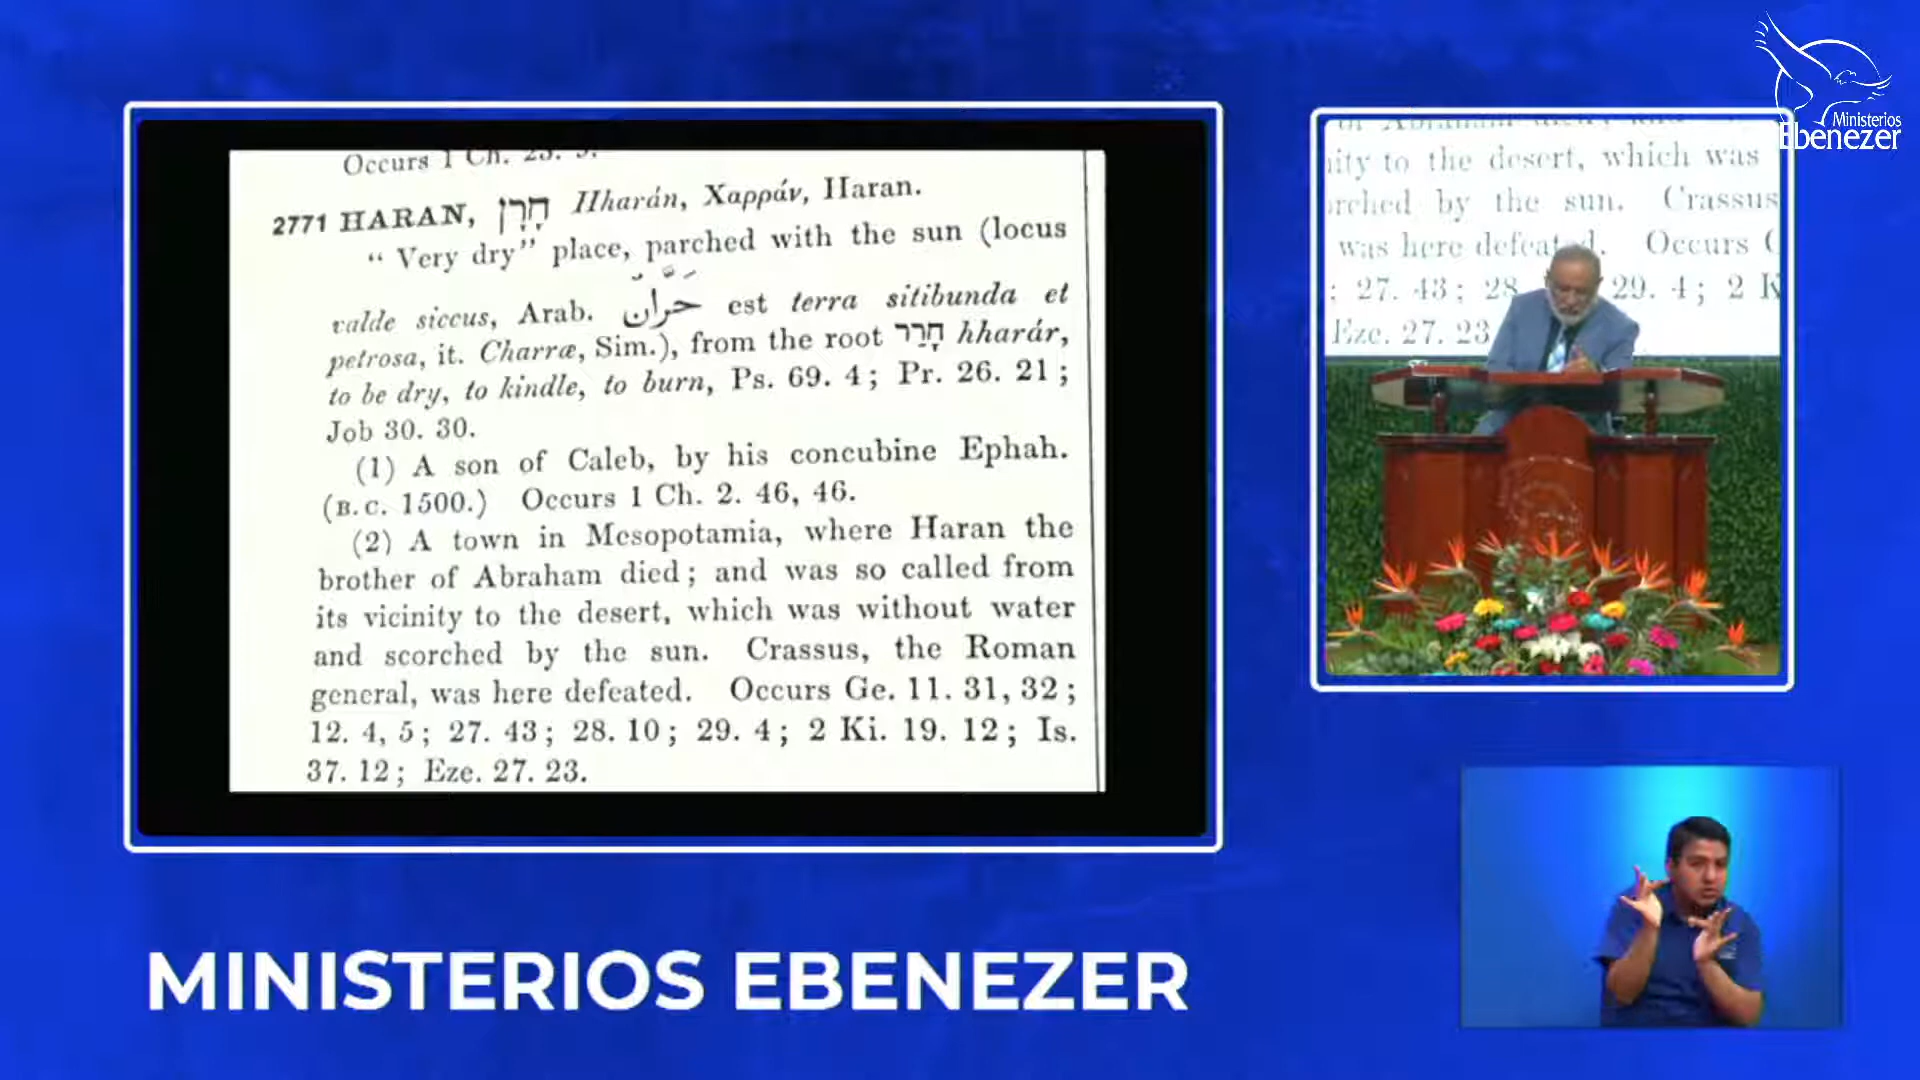 Occurs 1 Ch. 23. 9.
2771 HARAN, חָרָן Hharán, Χαρράν, Haran.
“ Very dry” place, parched with the sun (locus
valde siccus, Arab. حَرَّانٌ est terra sitibunda et
petrosa, it. Charræ, Sim.), from the root חָרַר hharár,
to be dry, to kindle, to burn, Ps. 69. 4 ; Pr. 26. 21 ;
Job 30. 30.
(1) A son of Caleb, by his concubine Ephah.
(B.C. 1500.) Occurs 1 Ch. 2. 46, 46.
(2) A town in Mesopotamia, where Haran the
brother of Abraham died ; and was so called from
its vicinity to the desert, which was without water
and scorched by the sun. Crassus, the Roman
general, was here defeated. Occurs Ge. 11. 31, 32 ;
12. 4, 5 ; 27. 43 ; 28. 10 ; 29. 4 ; 2 Ki. 19. 12 ; Is.
37. 12 ; Eze. 27. 23.
Ministerios
Ebenezer
of Abraham
ity to the desert, which was
rched by the sun. Crassus
was here defeated. Occurs
: 27. 43 ; 28 29. 4 ; 2 K
Eze. 27. 23
MINISTERIOS EBENEZER